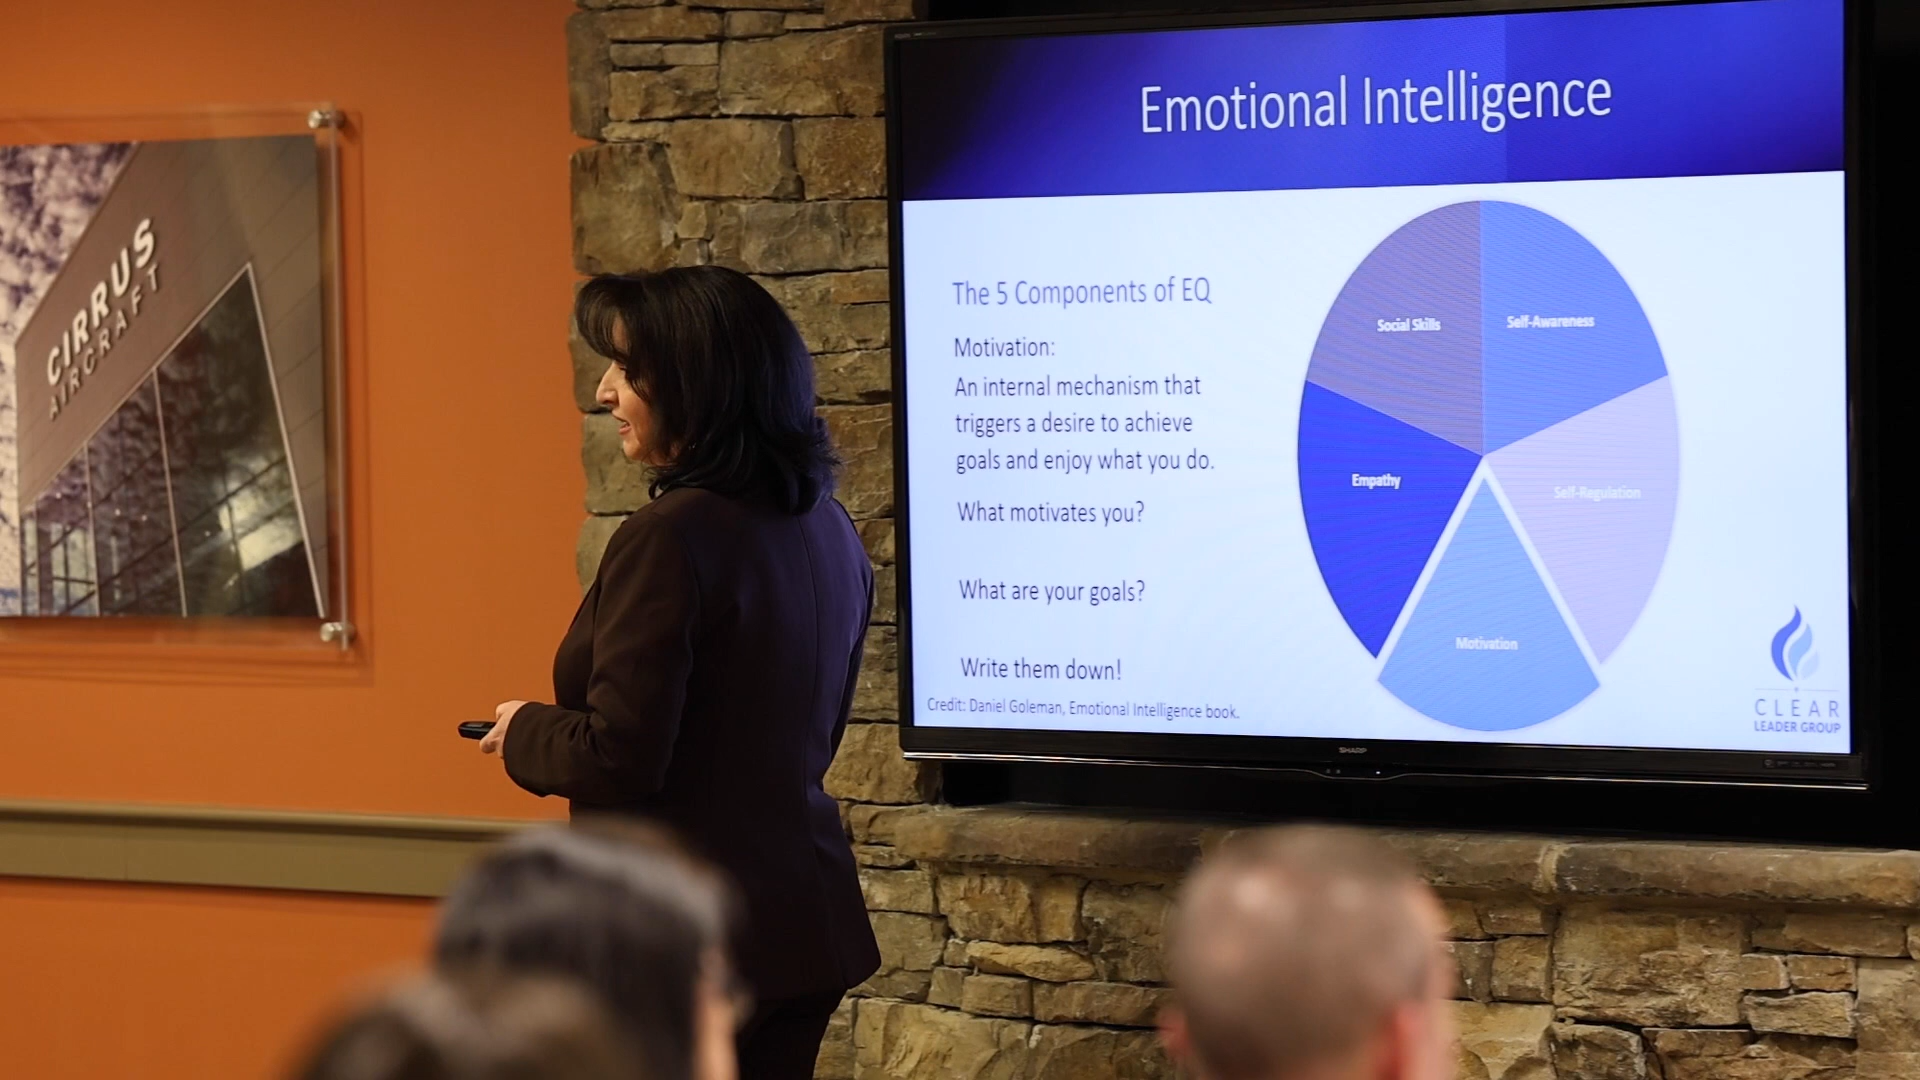 CIRRUS
AIRCRAFT
Emotional Intelligence
The 5 Components of EQ
Motivation:
An internal mechanism that
triggers a desire to achieve
goals and enjoy what you do.
What motivates you?
What are your goals?
Write them down!
Credit: Daniel Goleman, Emotional Intelligence book.
Social Skills
Self-Awareness
Empathy
Self-Regulation
Motivation
CLEAR
LEADER GROUP
SHARP